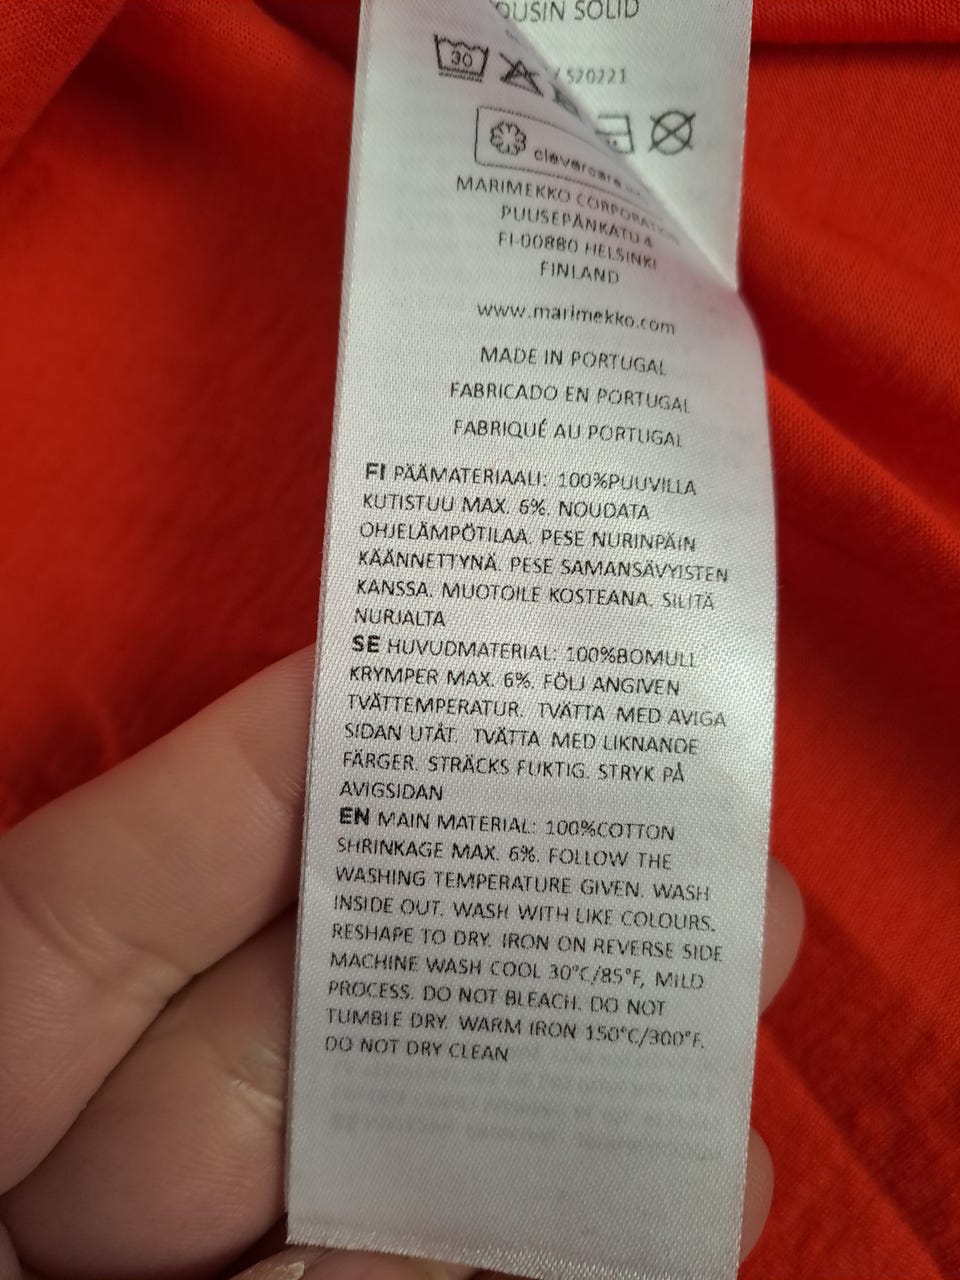 OUSIN SOLID
30
/ 520221
clevercare
MARIMEKKO CORPORATION
PUUSEPÄNKATU 4
FI-00880 HELSINKI
FINLAND
www.marimekko.com
MADE IN PORTUGAL
FABRICADO EN PORTUGAL
FABRIQUÉ AU PORTUGAL
FI PÄÄMATERIAALI: 100%PUUVILLA
KUTISTUU MAX. 6%. NOUDATA
OHJELÄMPÖTILAA. PESE NURINPÄIN
KÄÄNNETTYNÄ. PESE SAMANSÄVYISTEN
KANSSA. MUOTOILE KOSTEANA. SILITÄ
NURJALTA
SE HUVUDMATERIAL: 100%BOMULL
KRYMPER MAX. 6%. FÖLJ ANGIVEN
TVÄTTEMPERATUR. TVÄTTA MED AVIGA
SIDAN UTÅT. TVÄTTA MED LIKNANDE
FÄRGER. STRÄCKS FUKTIG. STRYK PÅ
AVIGSIDAN
EN MAIN MATERIAL: 100%COTTON
SHRINKAGE MAX. 6%. FOLLOW THE
WASHING TEMPERATURE GIVEN. WASH
INSIDE OUT. WASH WITH LIKE COLOURS.
RESHAPE TO DRY. IRON ON REVERSE SIDE
MACHINE WASH COOL 30°C/85°F, MILD
PROCESS. DO NOT BLEACH. DO NOT
TUMBLE DRY. WARM IRON 150°C/300°F.
DO NOT DRY CLEAN